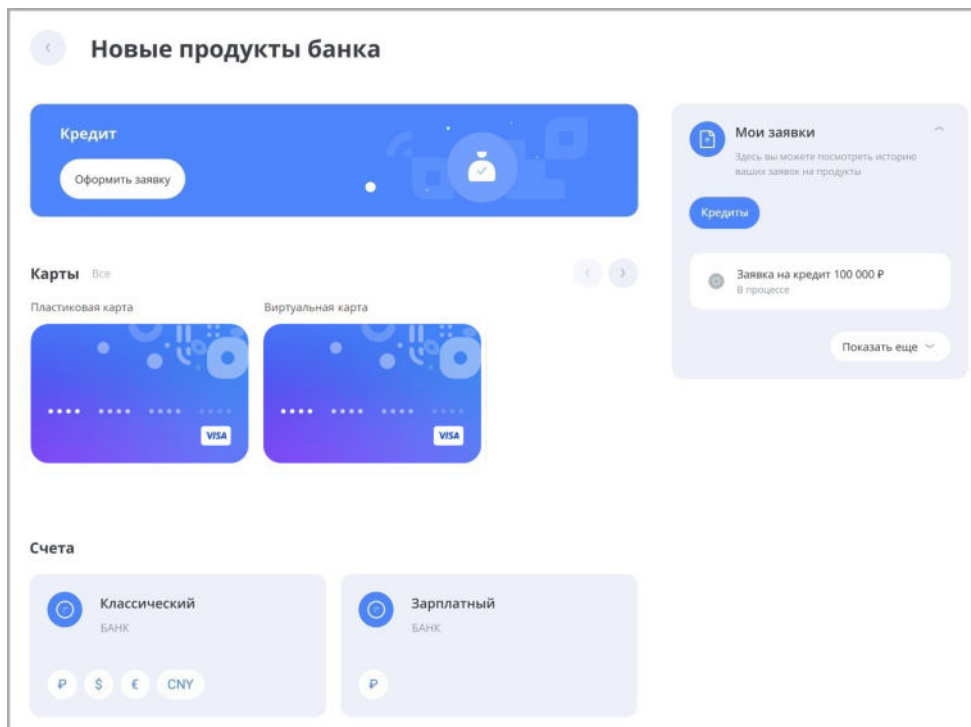 Новые продукты банка
Кредит
Оформить заявку
Мои заявки
Здесь вы можете посмотреть историю
ваших заявок на продукты
Кредиты
Заявка на кредит 100 000 ₽
В процессе
Показать еще
Карты Все
Пластиковая карта
Виртуальная карта
VISA
VISA
Счета
Классический
БАНК
₽ $ € CNY
Зарплатный
БАНК
₽